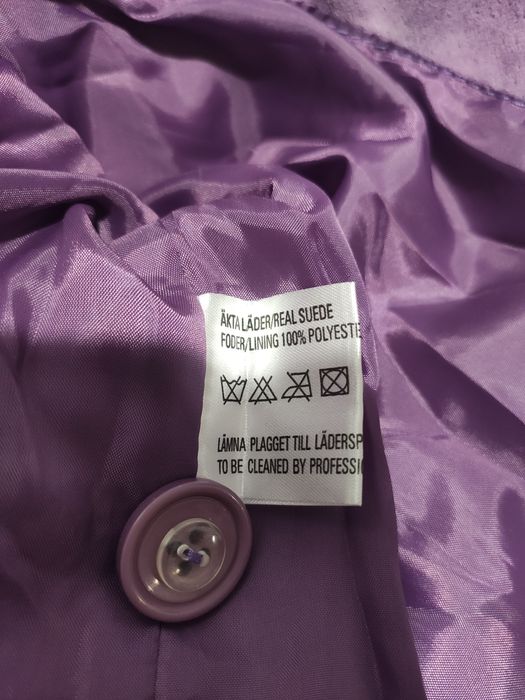 ÄKTA LÄDER/REAL SUEDE
FODER/LINING 100% POLYESTE
LÄMNA PLAGGET TILL LÄDERSP
TO BE CLEANED BY PROFESSI